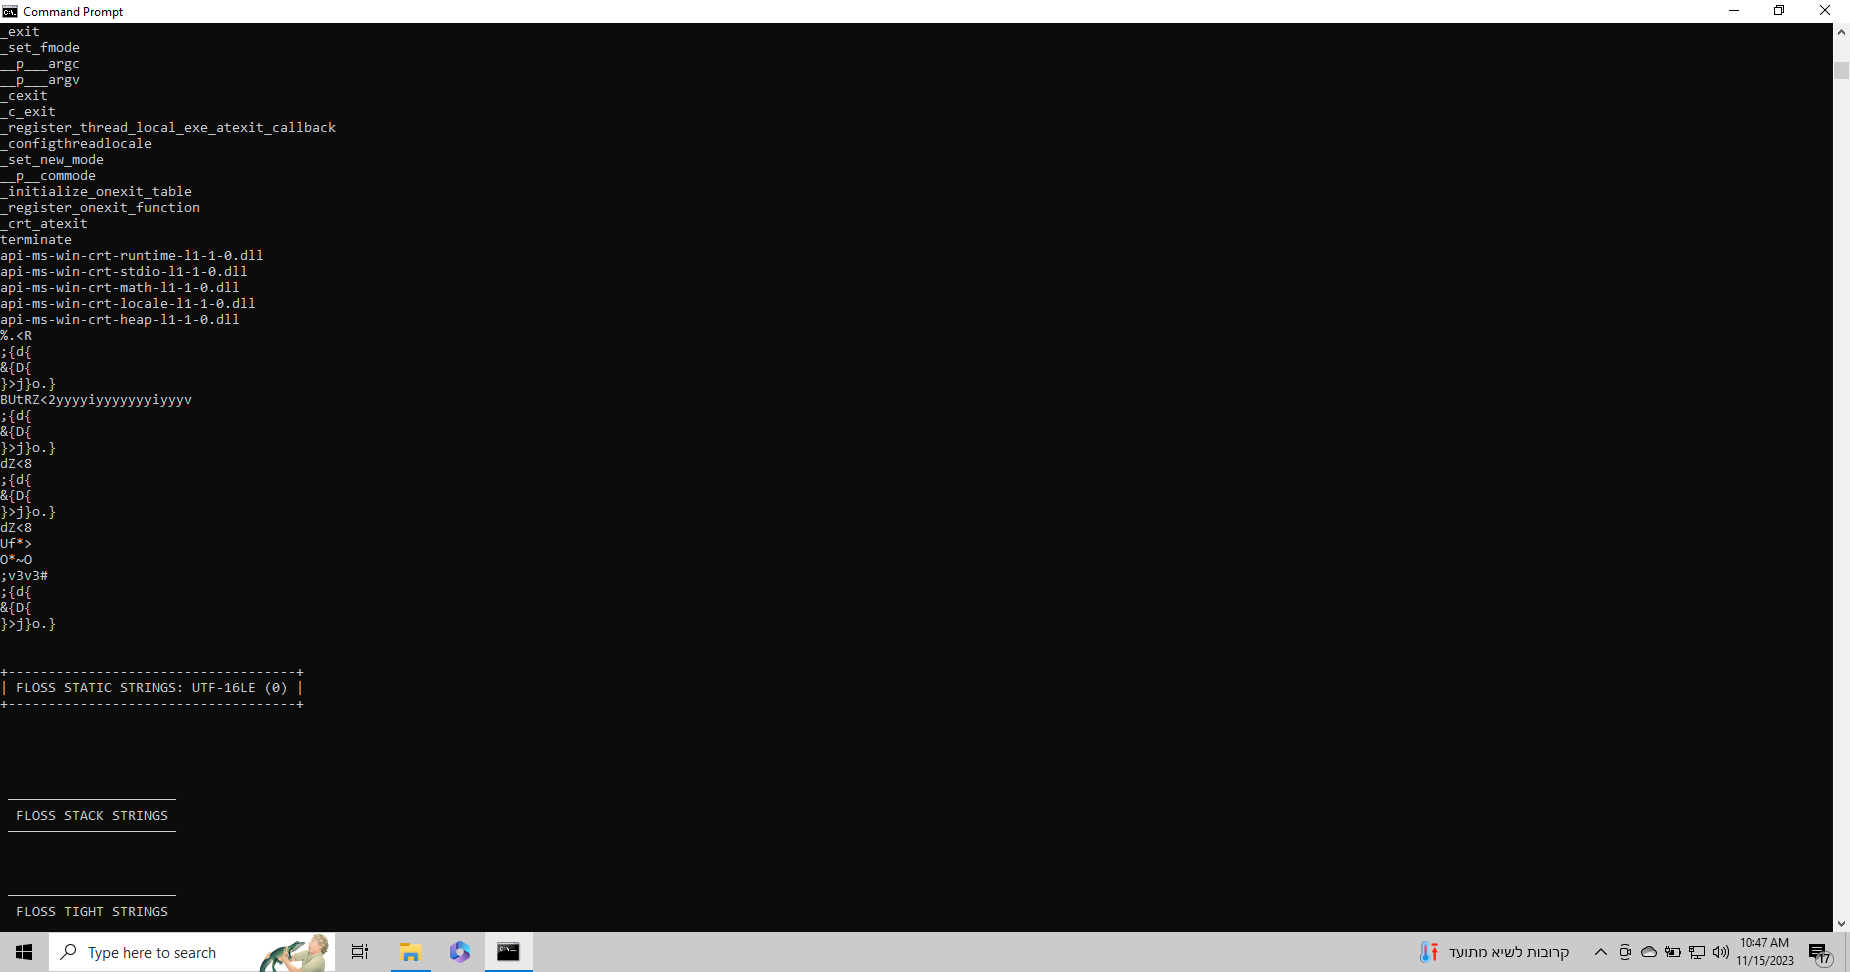 Command Prompt
_exit
_set_fmode
__p___argc
__p___argv
_cexit
_c_exit
_register_thread_local_exe_atexit_callback
_configthreadlocale
_set_new_mode
__p__commode
_initialize_onexit_table
_register_onexit_function
_crt_atexit
terminate
api-ms-win-crt-runtime-l1-1-0.dll
api-ms-win-crt-stdio-l1-1-0.dll
api-ms-win-crt-math-l1-1-0.dll
api-ms-win-crt-locale-l1-1-0.dll
api-ms-win-crt-heap-l1-1-0.dll
%.<R
;{d{
&{D{
}>j}o.}
BUtRZ<2yyyyiyyyyyyyiyyyv
;{d{
&{D{
}>j}o.}
dZ<8
;{d{
&{D{
}>j}o.}
dZ<8
Uf*>
O*~O
;v3v3#
;{d{
&{D{
}>j}o.}
+------------------------------------+
| FLOSS STATIC STRINGS: UTF-16LE (0) |
+------------------------------------+
FLOSS STACK STRINGS
FLOSS TIGHT STRINGS
Type here to search
קרובות לשיא מתועד
10:47 AM
11/15/2023
17